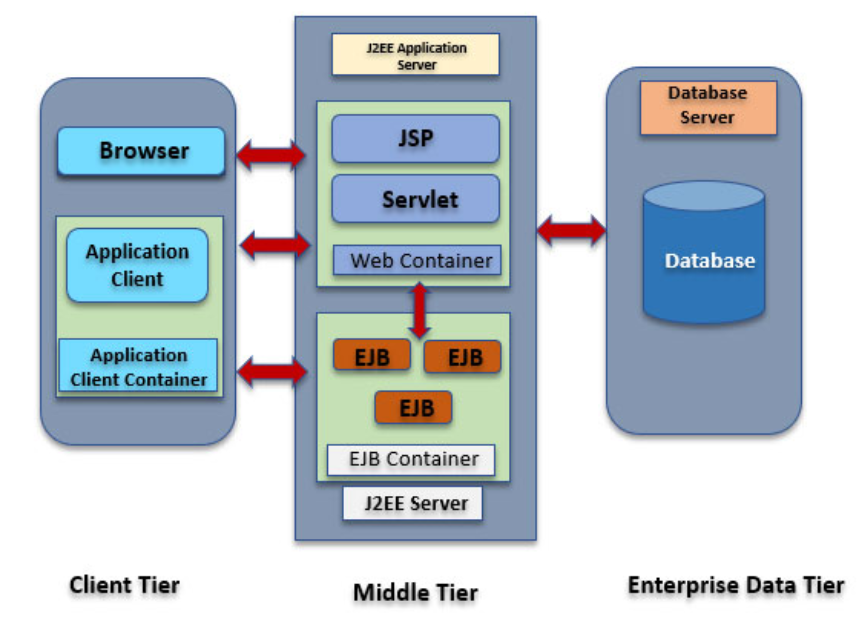 J2EE Application
Server
Database
Server
Browser
JSP
Servlet
Application
Client
Web Container
Database
Application
Client Container
EJB
EJB
EJB
EJB Container
J2EE Server
Client Tier
Middle Tier
Enterprise Data Tier